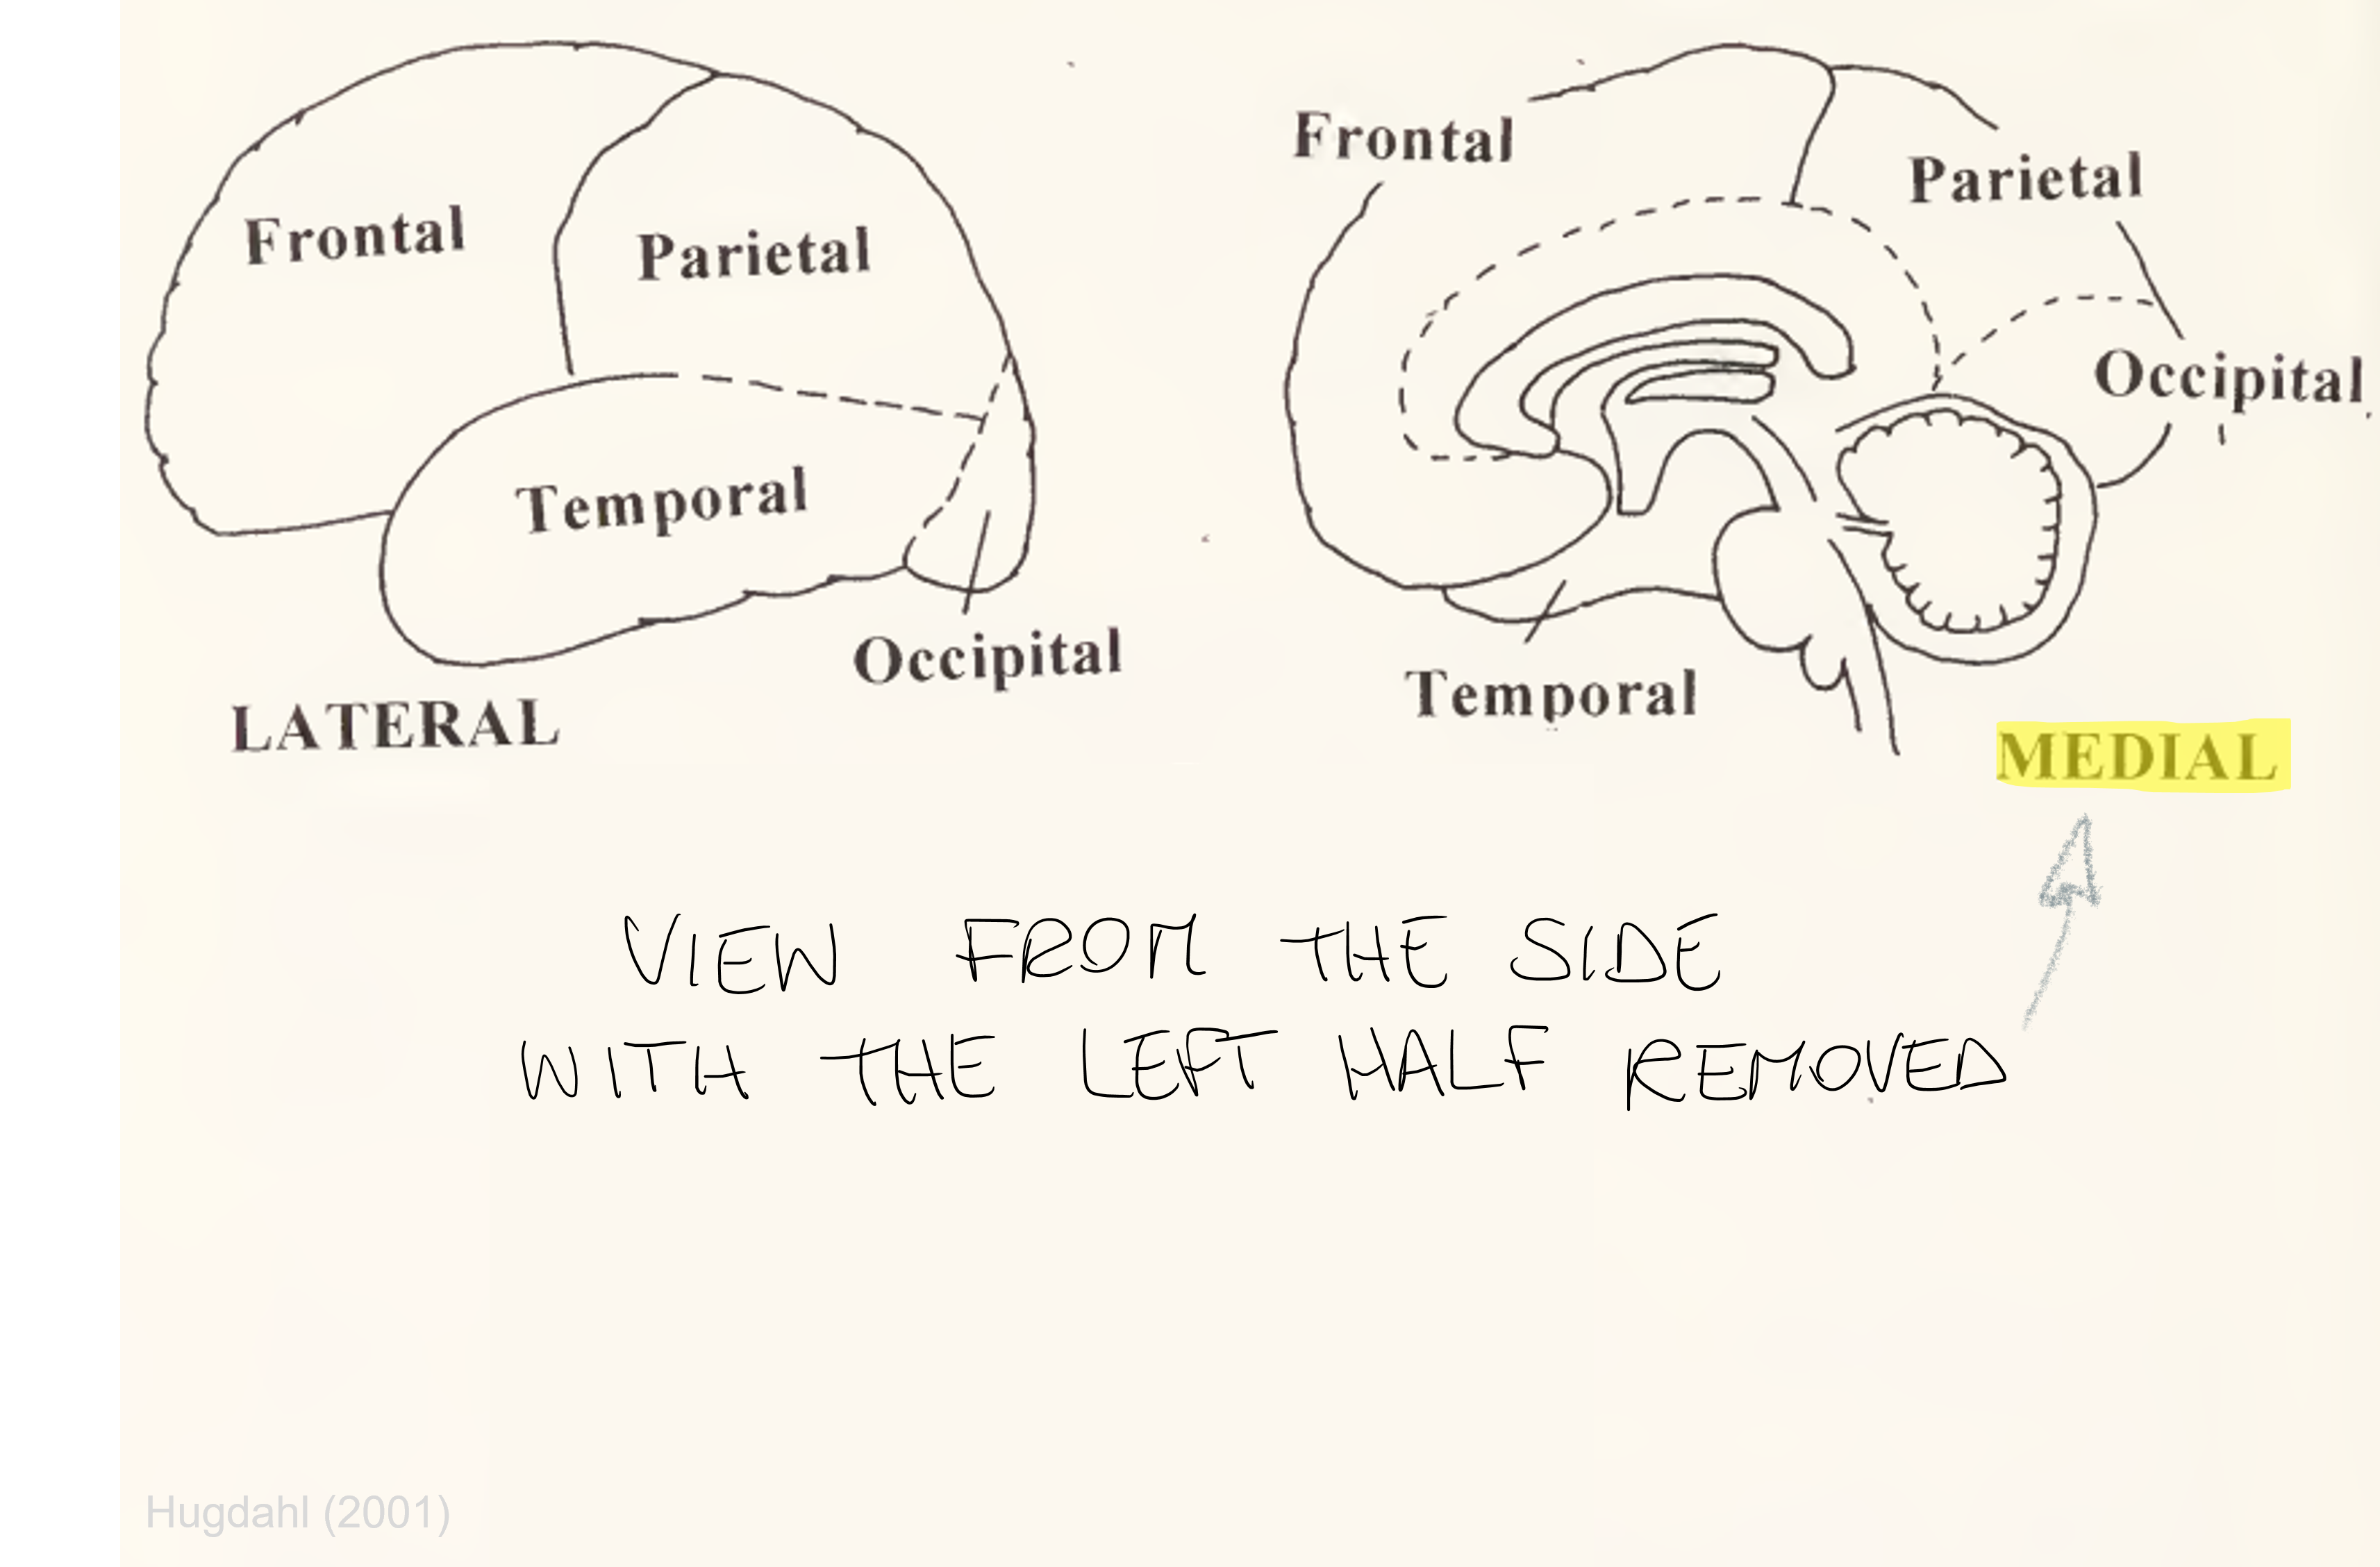 Frontal
Parietal
Temporal
Occipital
LATERAL
Frontal
Parietal
Occipital
Temporal
MEDIAL
VIEW FROM THE SIDE
WITH THE LEFT HALF REMOVED
Hugdahl (2001)